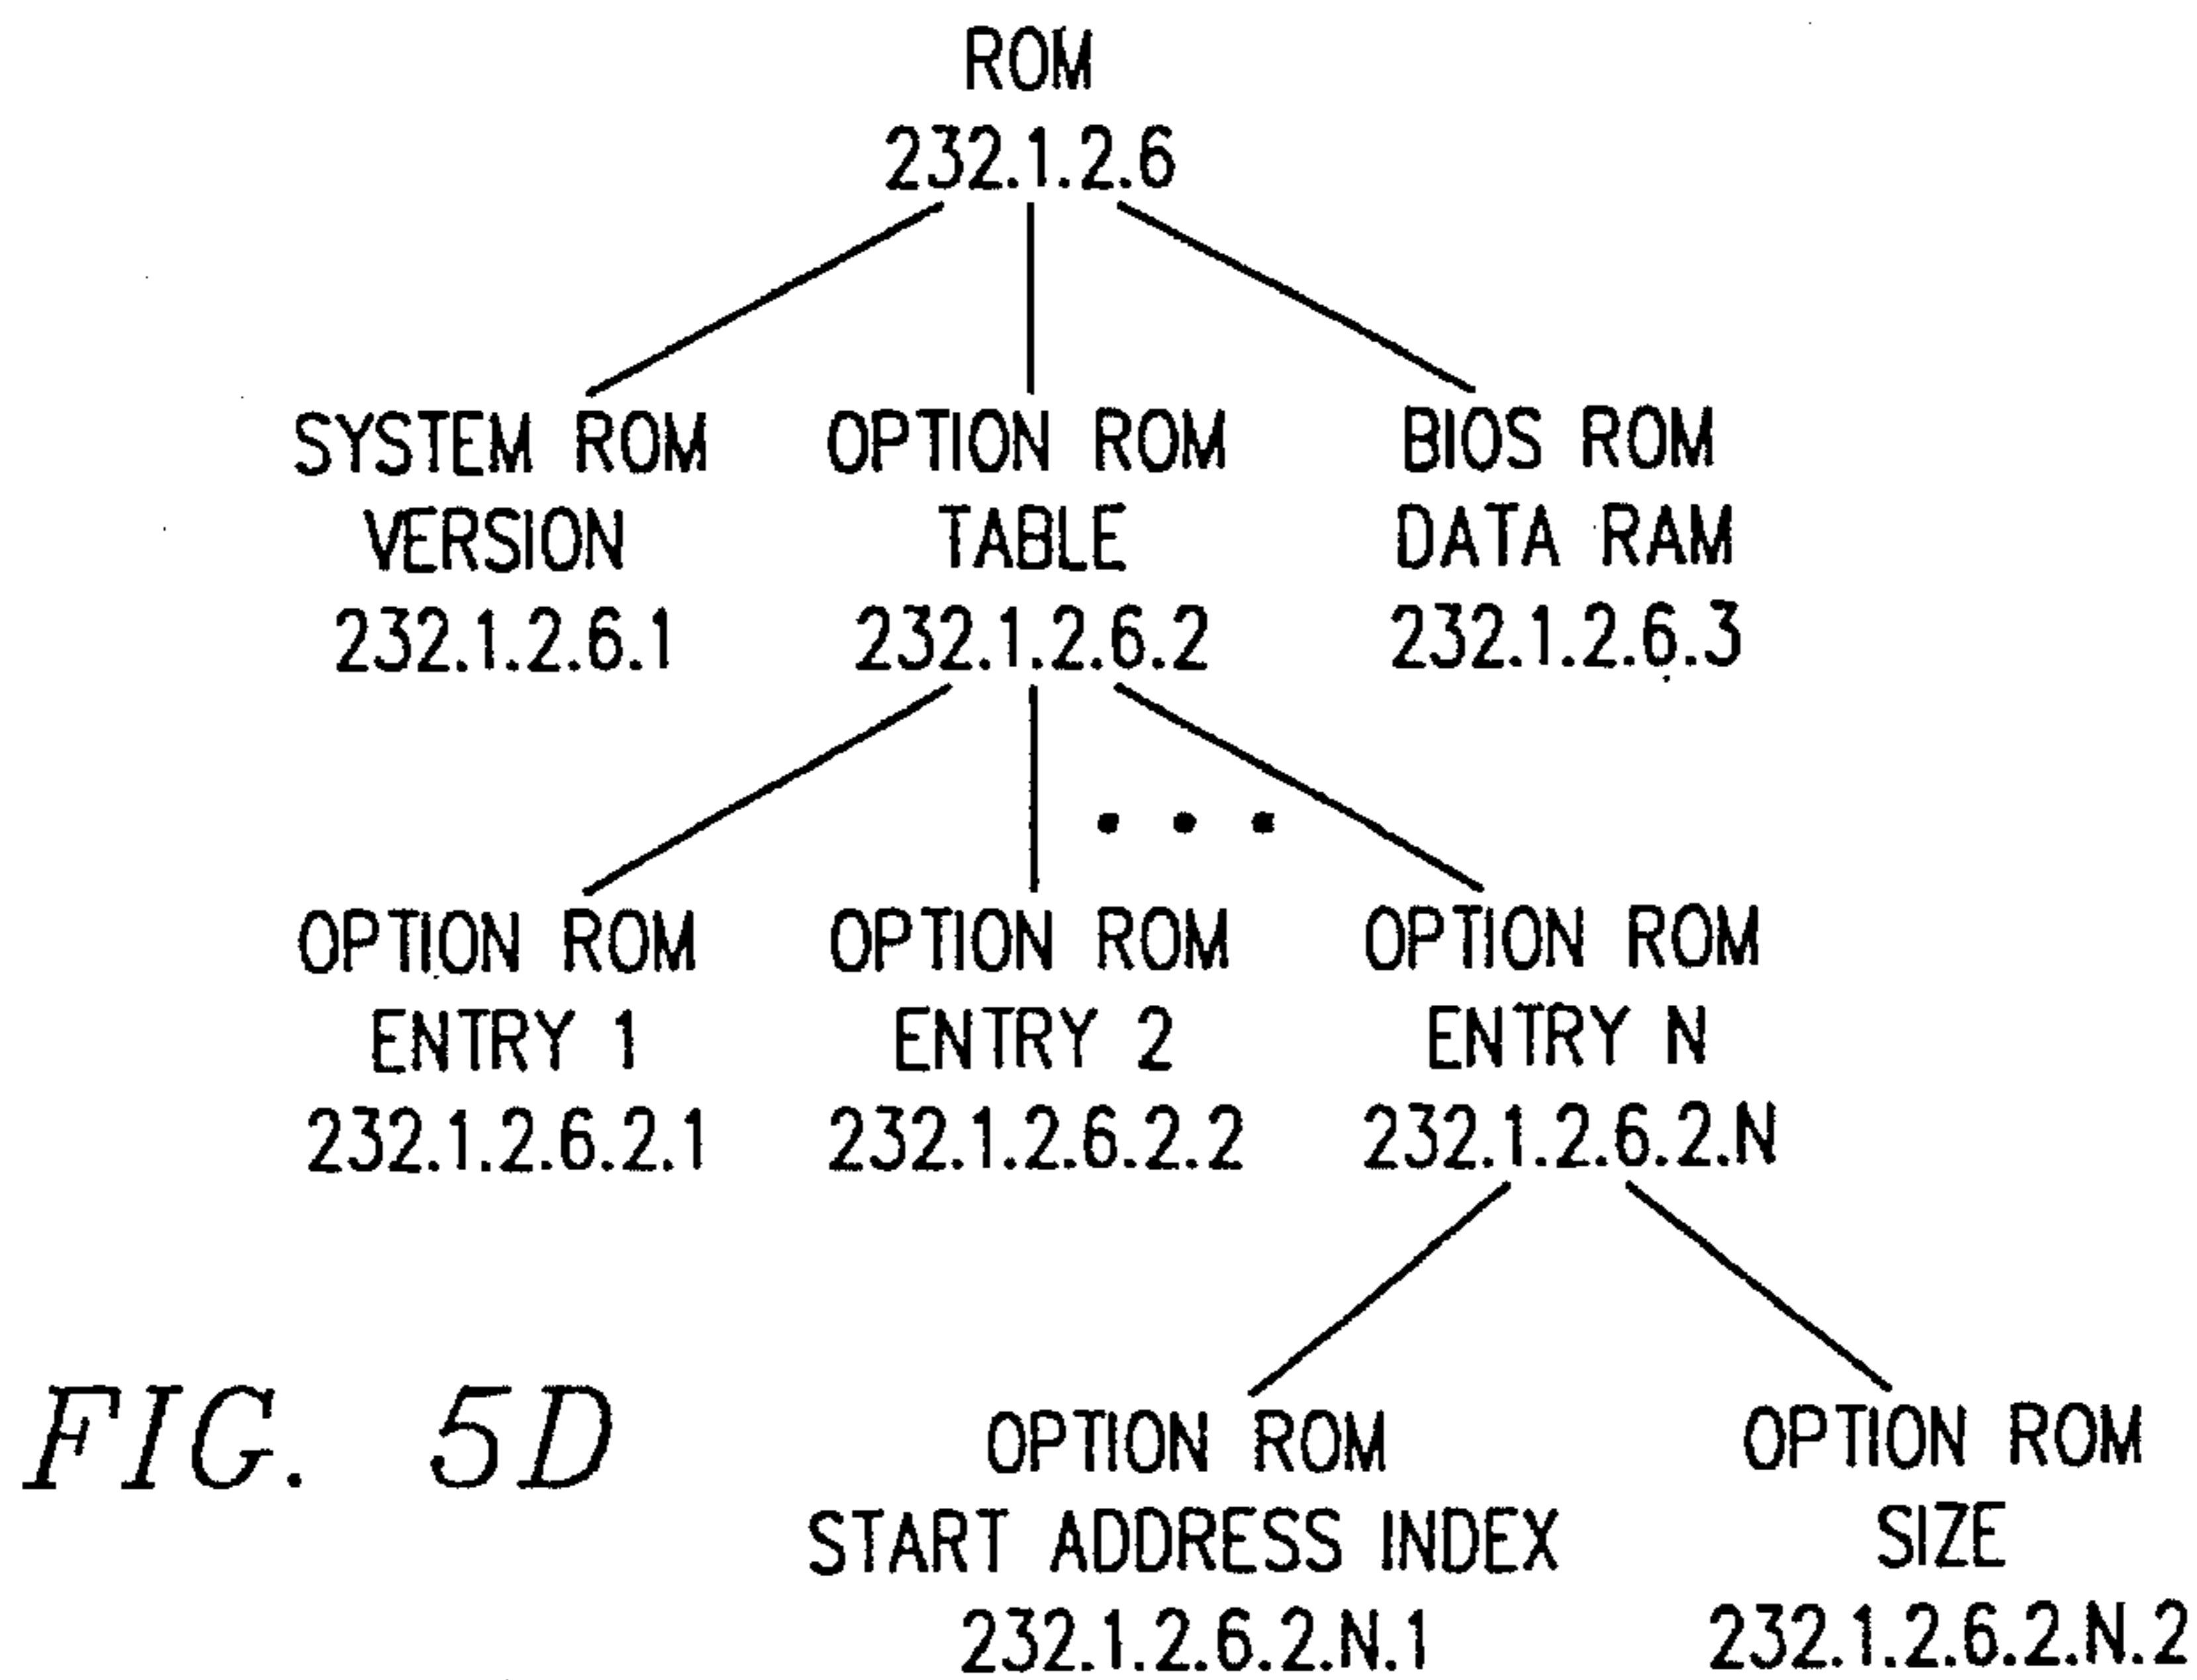 ROM
232.1.2.6
SYSTEM ROM
VERSION
232.1.2.6.1
OPTION ROM
TABLE
232.1.2.6.2
BIOS ROM
DATA RAM
232.1.2.6.3
OPTION ROM
ENTRY 1
232.1.2.6.2.1
OPTION ROM
ENTRY 2
232.1.2.6.2.2
OPTION ROM
ENTRY N
232.1.2.6.2.N
OPTION ROM
START ADDRESS INDEX
232.1.2.6.2.N.1
OPTION ROM
SIZE
232.1.2.6.2.N.2
FIG. 5D